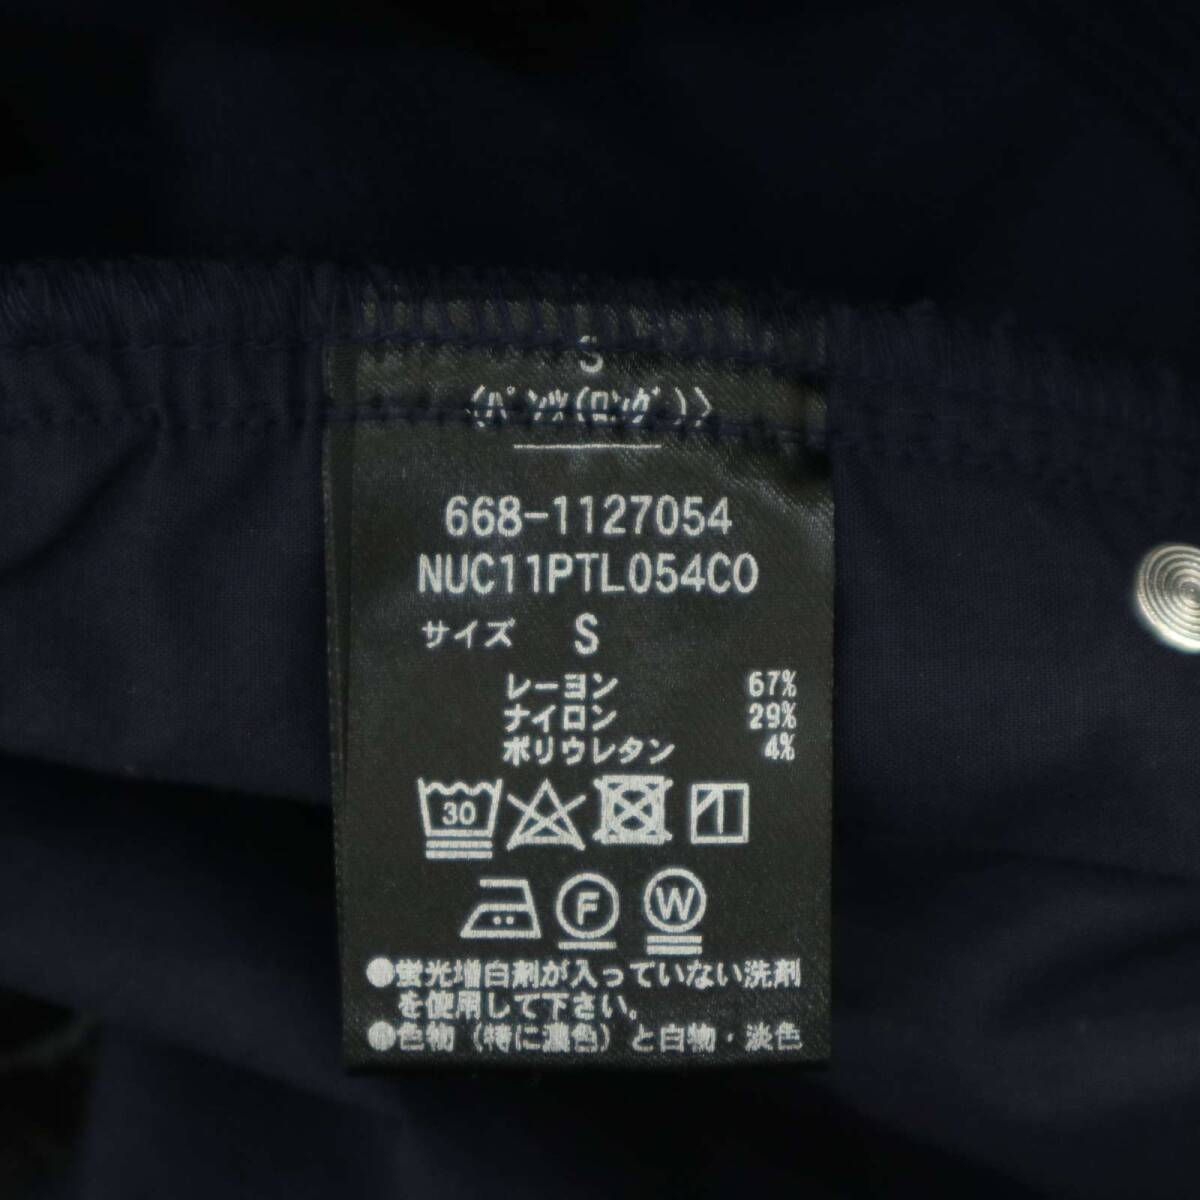 S
〈パンツ(ロング)〉
668-1127054
NUC11PTL054CO
サイズ S
レーヨン 67%
ナイロン 29%
ポリウレタン 4%
30
F W
●蛍光増白剤が入っていない洗剤
を使用して下さい。
●色物(特に濃色)と白物・淡色